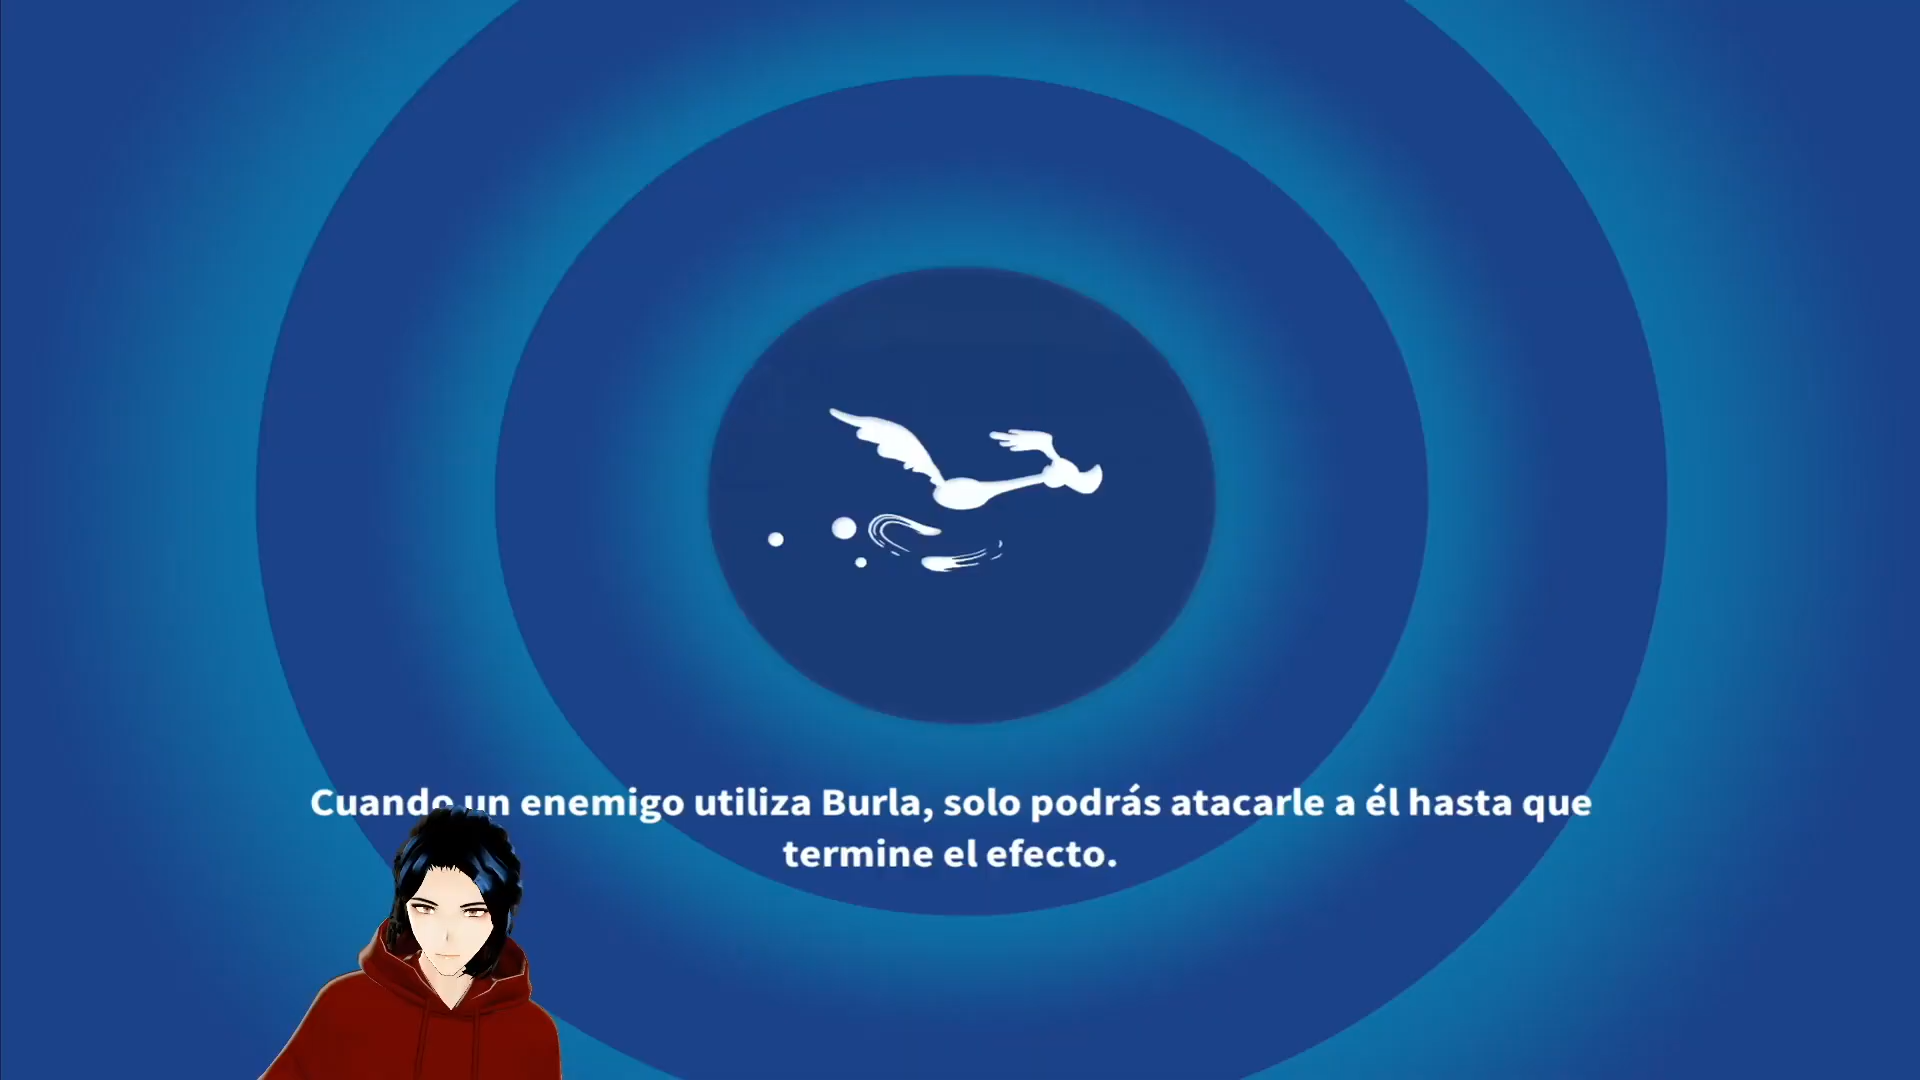 Cuando un enemigo utiliza Burla, solo podrás atacarle a él hasta que
termine el efecto.